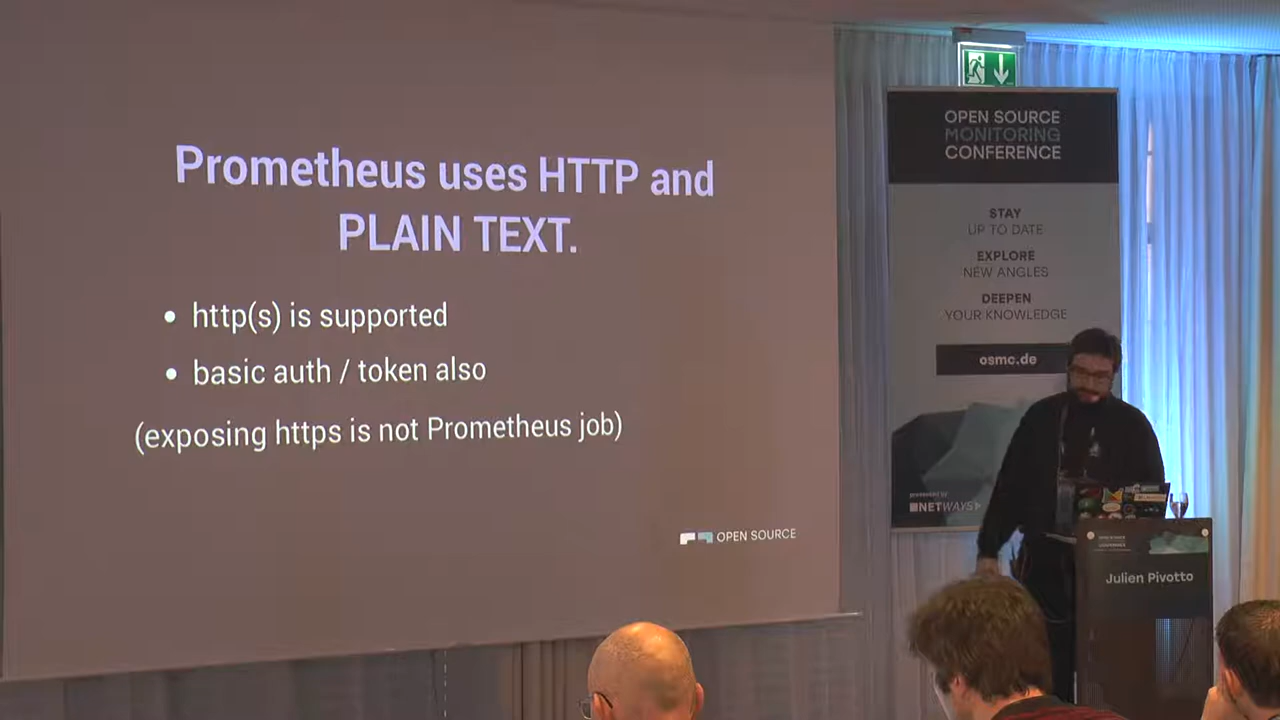 Prometheus uses HTTP and
PLAIN TEXT.
• http(s) is supported
• basic auth / token also
(exposing https is not Prometheus job)
OPEN SOURCE
OPEN SOURCE
MONITORING
CONFERENCE
STAY
UP TO DATE
EXPLORE
NEW ANGLES
DEEPEN
YOUR KNOWLEDGE
osmc.de
presented by
NETWAYS
Julien Pivotto